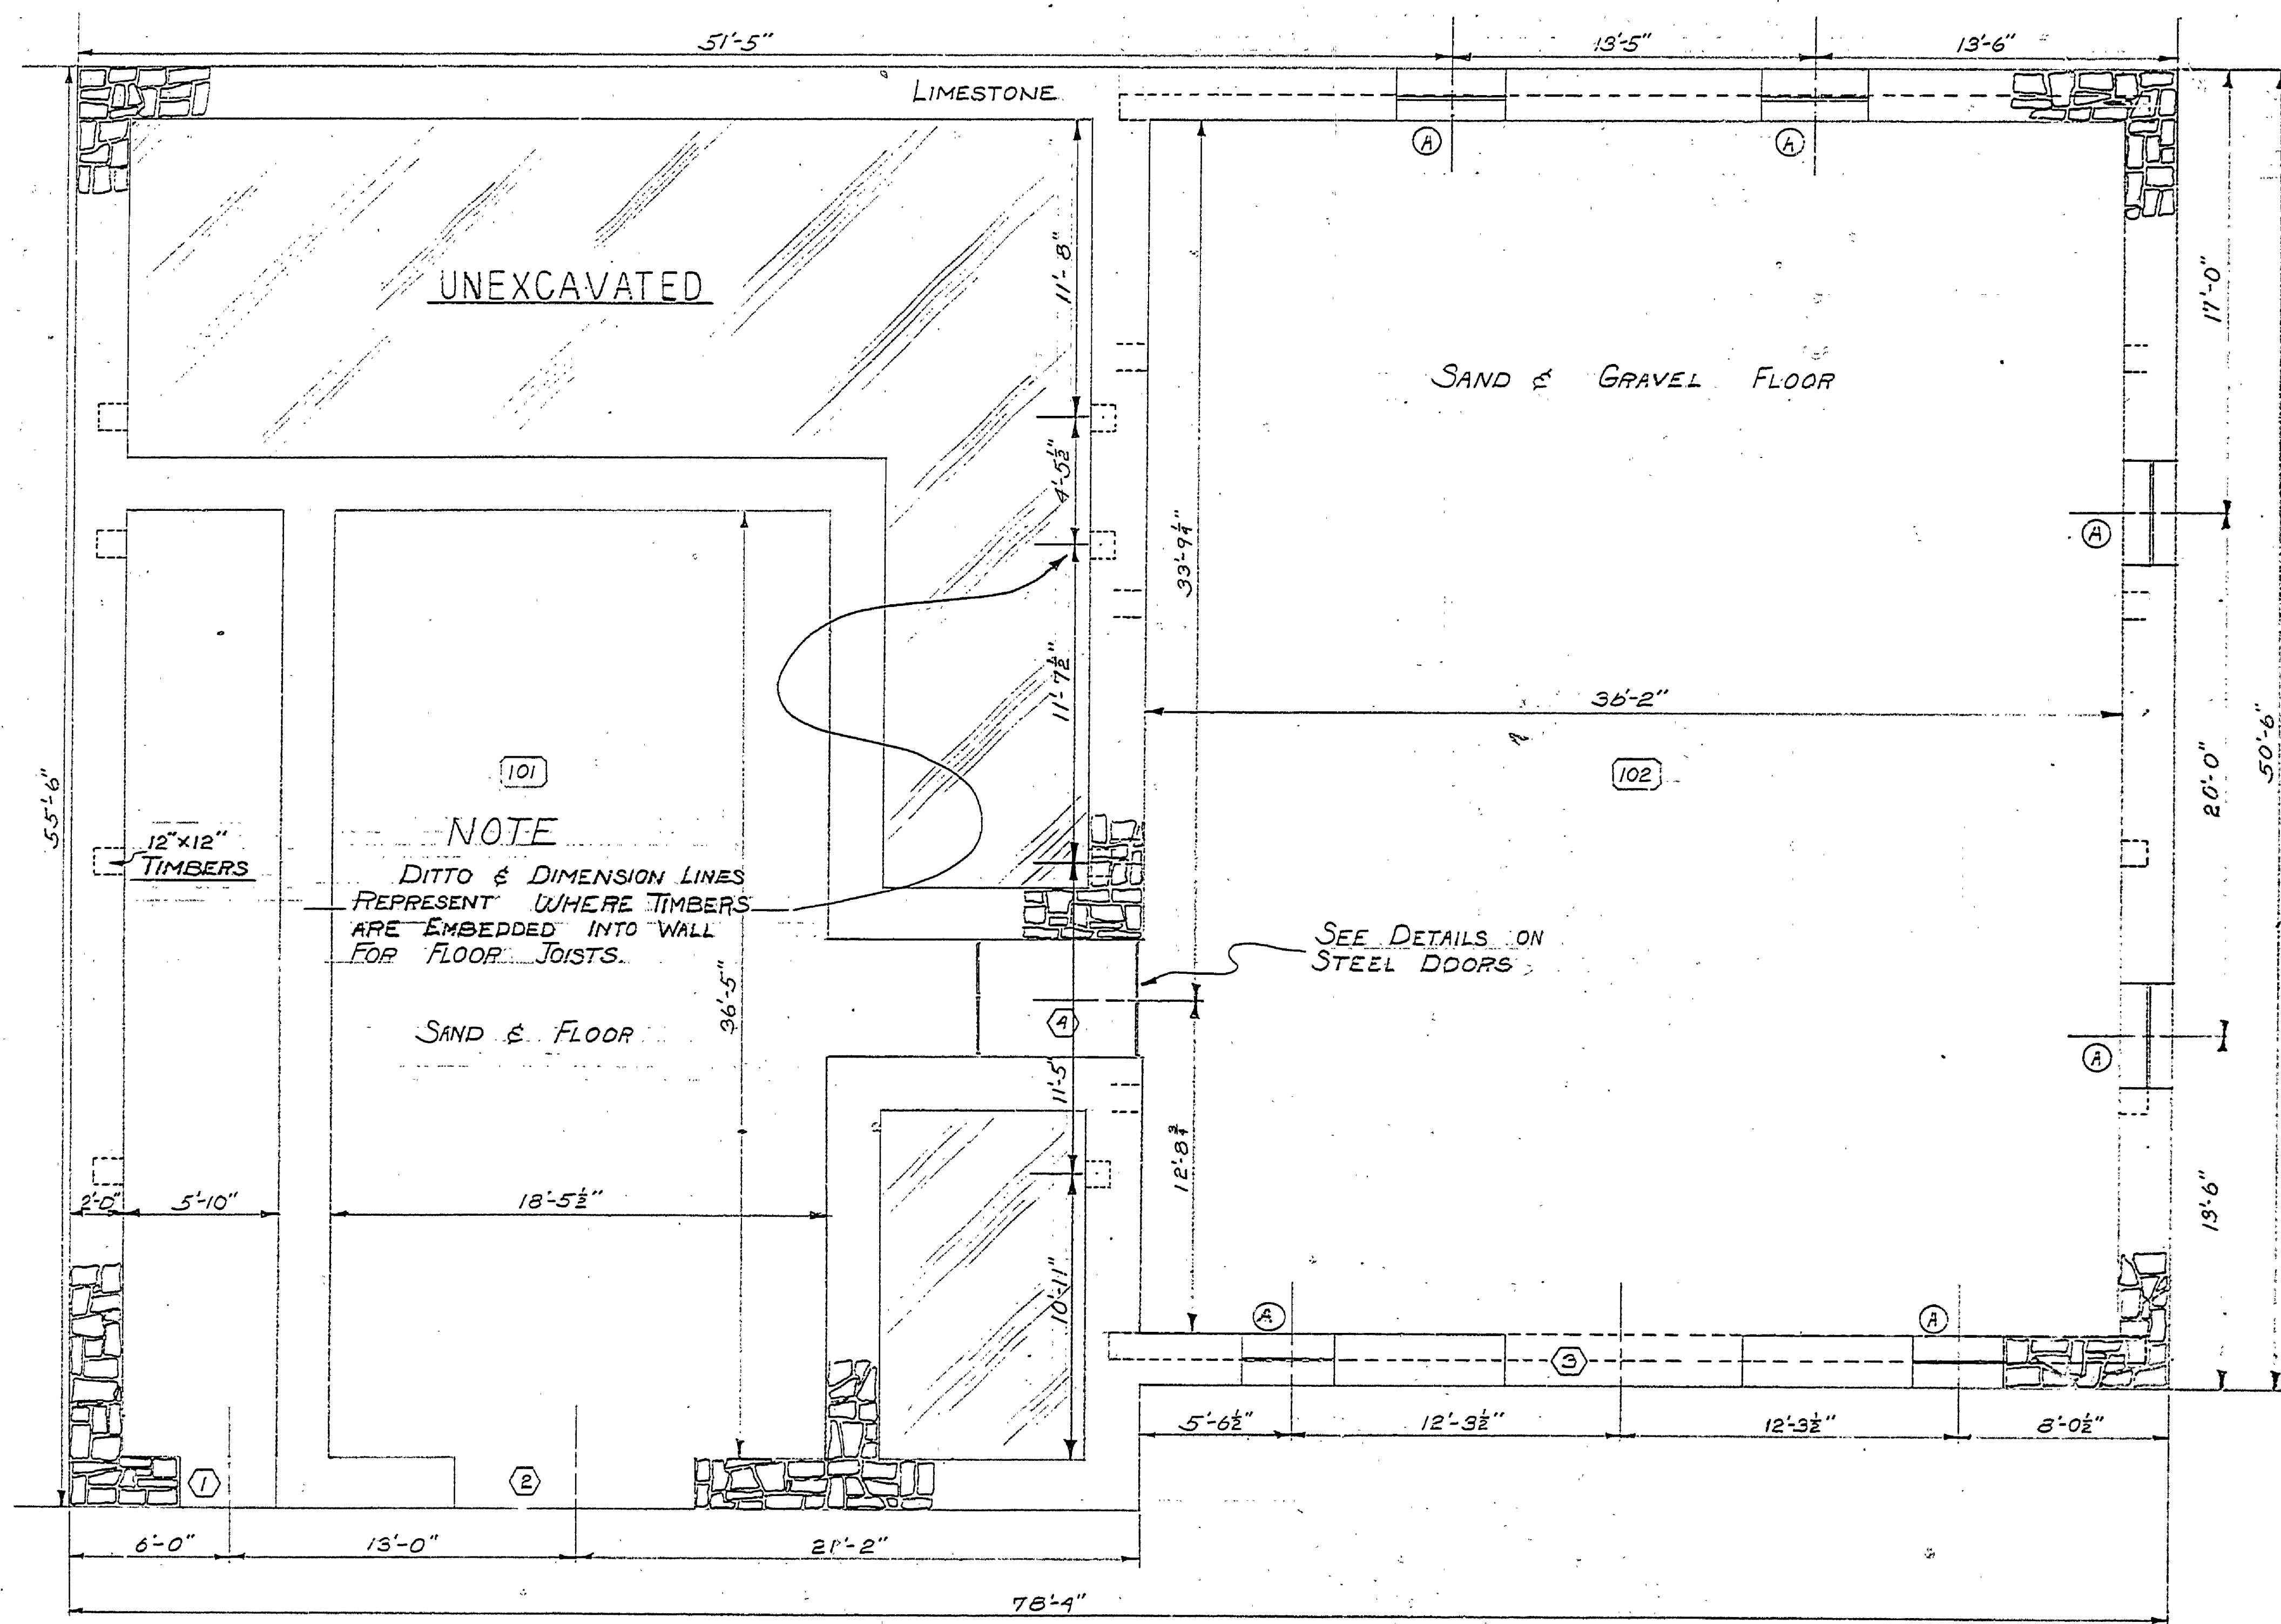 51'-5"
13'-5"
13'-6"
LIMESTONE
A
A
UNEXCAVATED
11'-8"
17'-0"
SAND & GRAVEL FLOOR
4'-5½"
33'-9¼"
A
11'-7½"
36'-2"
101
102
55'-6"
50'-6"
20'-0"
12"x12"
TIMBERS
NOTE
DITTO & DIMENSION LINES
REPRESENT WHERE TIMBERS
ARE EMBEDDED INTO WALL
FOR FLOOR JOISTS.
SEE DETAILS ON
STEEL DOORS
36'-5"
SAND & FLOOR
4
A
11'-5"
12'-8¾"
2'-0"
5'-10"
18'-5½"
13'-6"
10'-11"
A
A
3
5'-6½"
12'-3½"
12'-3½"
8'-0½"
1
2
6'-0"
13'-0"
21'-2"
78'-4"